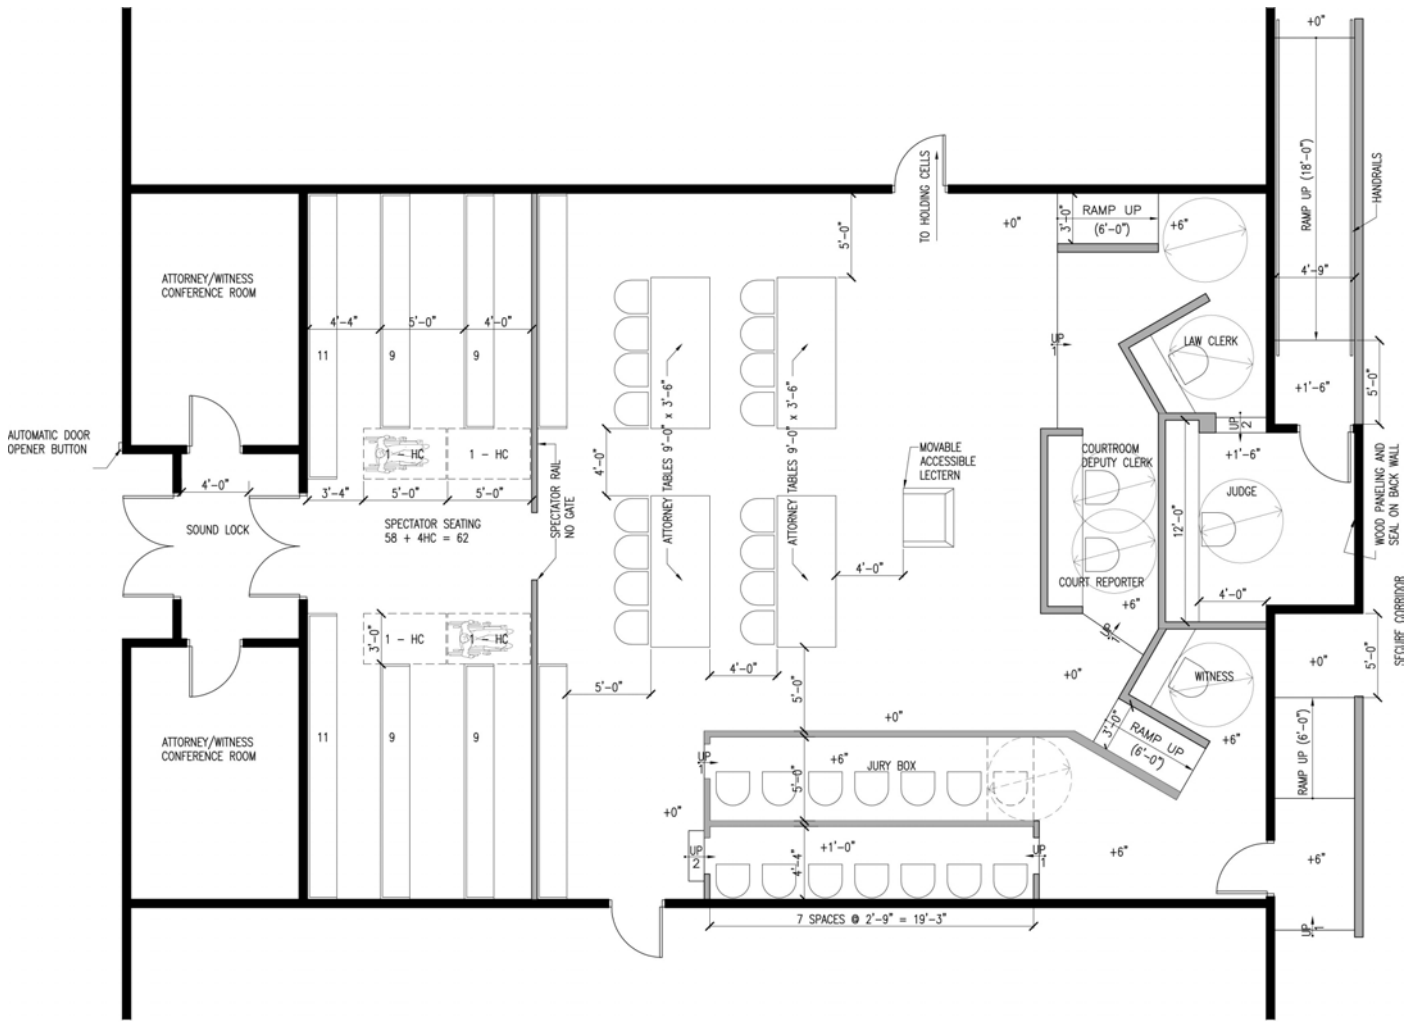 +0"
RAMP UP (18'-0")
HANDRAILS
TO HOLDING CELLS
+0"
3'-0"
RAMP UP
(6'-0")
+6"
5'-0"
4'-9"
ATTORNEY/WITNESS
CONFERENCE ROOM
4'-4"
5'-0"
4'-0"
11
9
9
UP
1
LAW CLERK
+1'-6"
5'-0"
ATTORNEY TABLES 9'-0" x 3'-6"
ATTORNEY TABLES 9'-0" x 3'-6"
AUTOMATIC DOOR
OPENER BUTTON
1 - HC
1 - HC
4'-0"
MOVABLE
ACCESSIBLE
LECTERN
COURTROOM
DEPUTY CLERK
UP
2
+1'-6"
JUDGE
WOOD PANELING AND
SEAL ON BACK WALL
4'-0"
3'-4"
5'-0"
5'-0"
SOUND LOCK
SPECTATOR SEATING
58 + 4HC = 62
SPECTATOR RAIL
NO GATE
12'-0"
4'-0"
COURT REPORTER
4'-0"
+6"
UP
1
SECURE CORRIDOR
3'-0"
1 - HC
1 - HC
4'-0"
5'-0"
5'-0"
+0"
WITNESS
+0"
5'-0"
11
9
9
ATTORNEY/WITNESS
CONFERENCE ROOM
+0"
3'-0"
RAMP UP
(6'-0")
+6"
RAMP UP (6'-0")
UP
1
+6"
JURY BOX
5'-0"
+0"
UP
2
+1'-0"
4'-4"
UP
1
+6"
+6"
7 SPACES @ 2'-9" = 19'-3"
UP
1